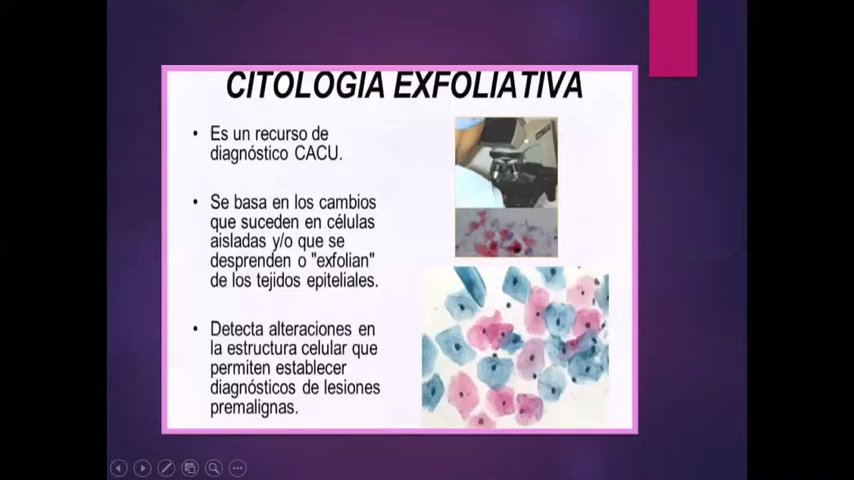 CITOLOGIA EXFOLIATIVA
• Es un recurso de
diagnóstico CACU.
• Se basa en los cambios
que suceden en células
aisladas y/o que se
desprenden o "exfolian"
de los tejidos epiteliales.
• Detecta alteraciones en
la estructura celular que
permiten establecer
diagnósticos de lesiones
premalignas.